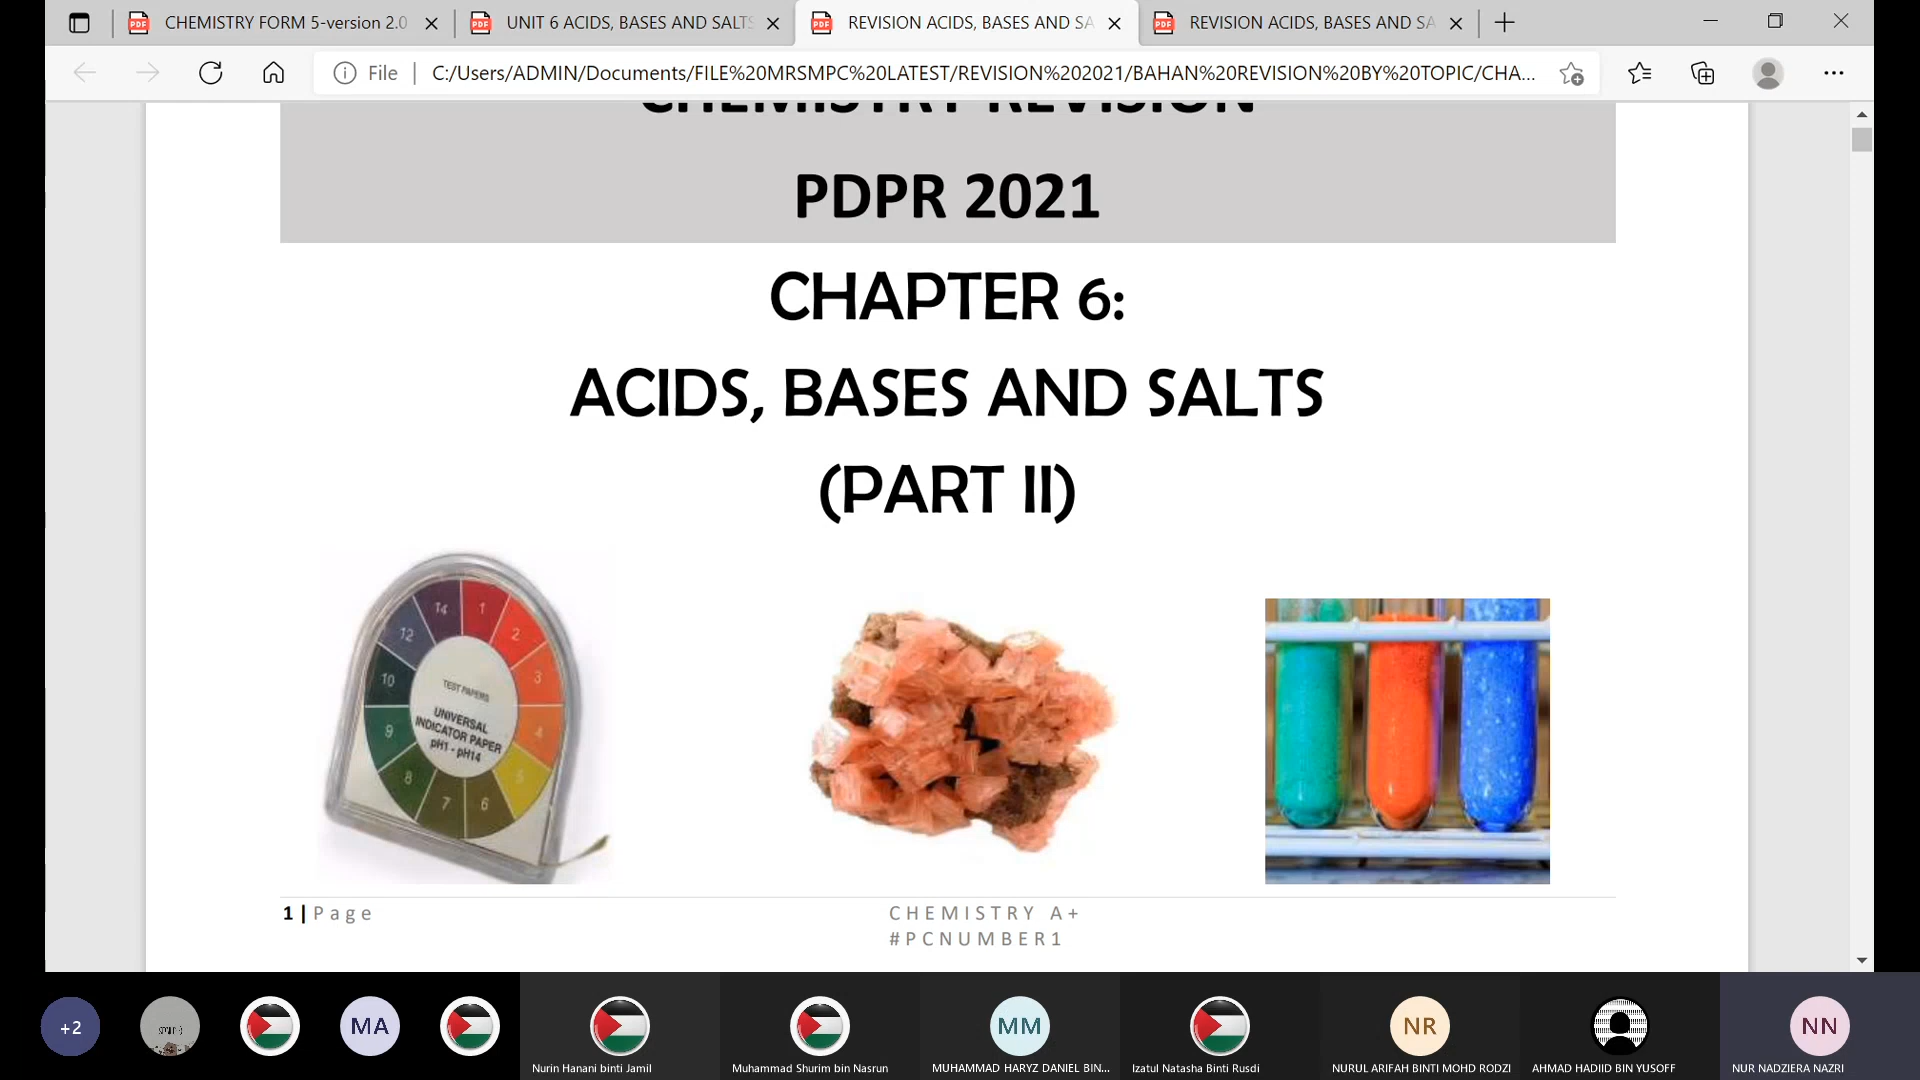 CHEMISTRY FORM 5-version 2.0
UNIT 6 ACIDS, BASES AND SALTS
REVISION ACIDS, BASES AND SA
REVISION ACIDS, BASES AND SA
File
C:/Users/ADMIN/Documents/FILE%20MRSMPC%20LATEST/REVISION%202021/BAHAN%20REVISION%20BY%20TOPIC/CHA...
CHEMISTRY REVISION
PDPR 2021
CHAPTER 6:
ACIDS, BASES AND SALTS
(PART II)
14 1
12 2
10 3
9 4
8 5
7 6
TEST PAPERS
UNIVERSAL
INDICATOR PAPER
pH1 - pH14
1 | Page
CHEMISTRY A+
#PCNUMBER1
+2
MA
MM
NR
NN
Nurin Hanani binti Jamil
Muhammad Shurim bin Nasrun
MUHAMMAD HARYZ DANIEL BIN...
Izatul Natasha Binti Rusdi
NURUL ARIFAH BINTI MOHD RODZI
AHMAD HADIID BIN YUSOFF
NUR NADZIERA NAZRI